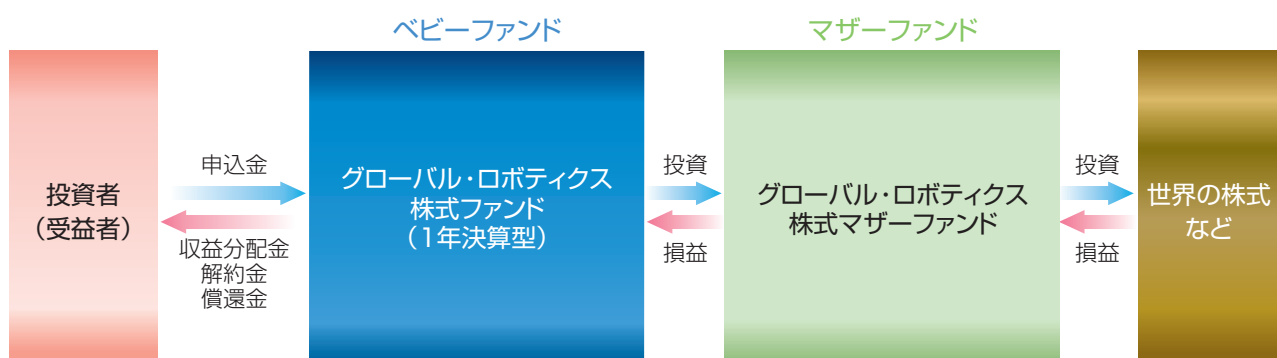 ベビーファンド
マザーファンド
投資者
（受益者）
申込金
収益分配金
解約金
償還金
グローバル・ロボティクス
株式ファンド
（1年決算型）
投資
損益
グローバル・ロボティクス
株式マザーファンド
投資
損益
世界の株式
など